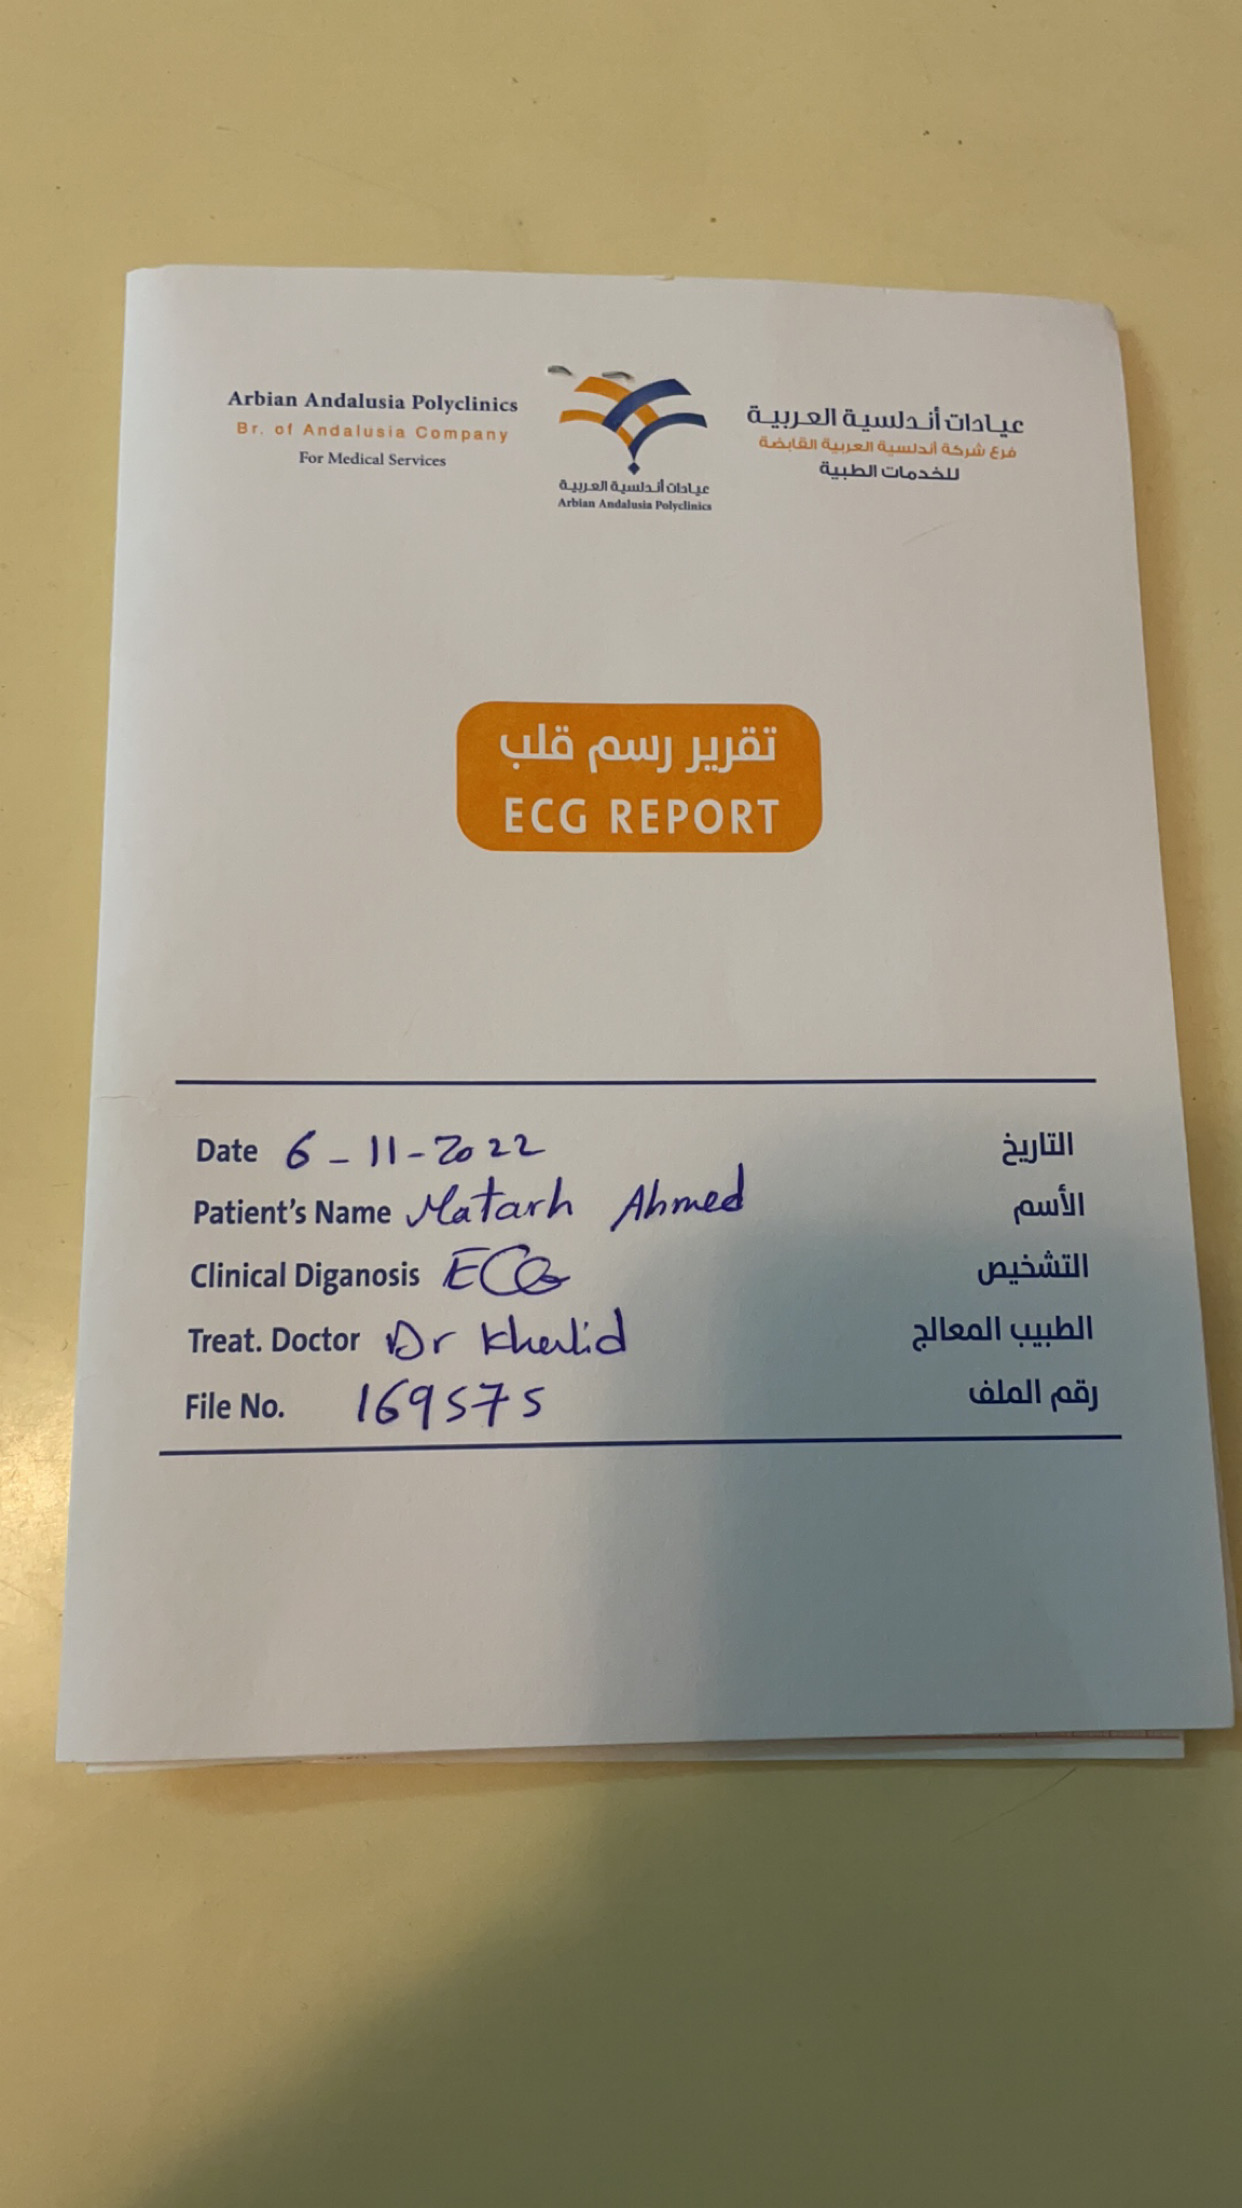 Arbian Andalusia Polyclinics
Br. of Andalusia Company
For Medical Services
عيادات أندلسية العربية
Arbian Andalusia Polyclinics
عيادات أندلسية العربية
فرع شركة أندلسية العربية القابضة
للخدمات الطبية
تقرير رسم قلب
ECG REPORT
Date 6 - 11 - 2022 التاريخ
Patient's Name Matarh Ahmed الأسم
Clinical Diganosis ECG التشخيص
Treat. Doctor Dr Khalid الطبيب المعالج
File No. 169575 رقم الملف